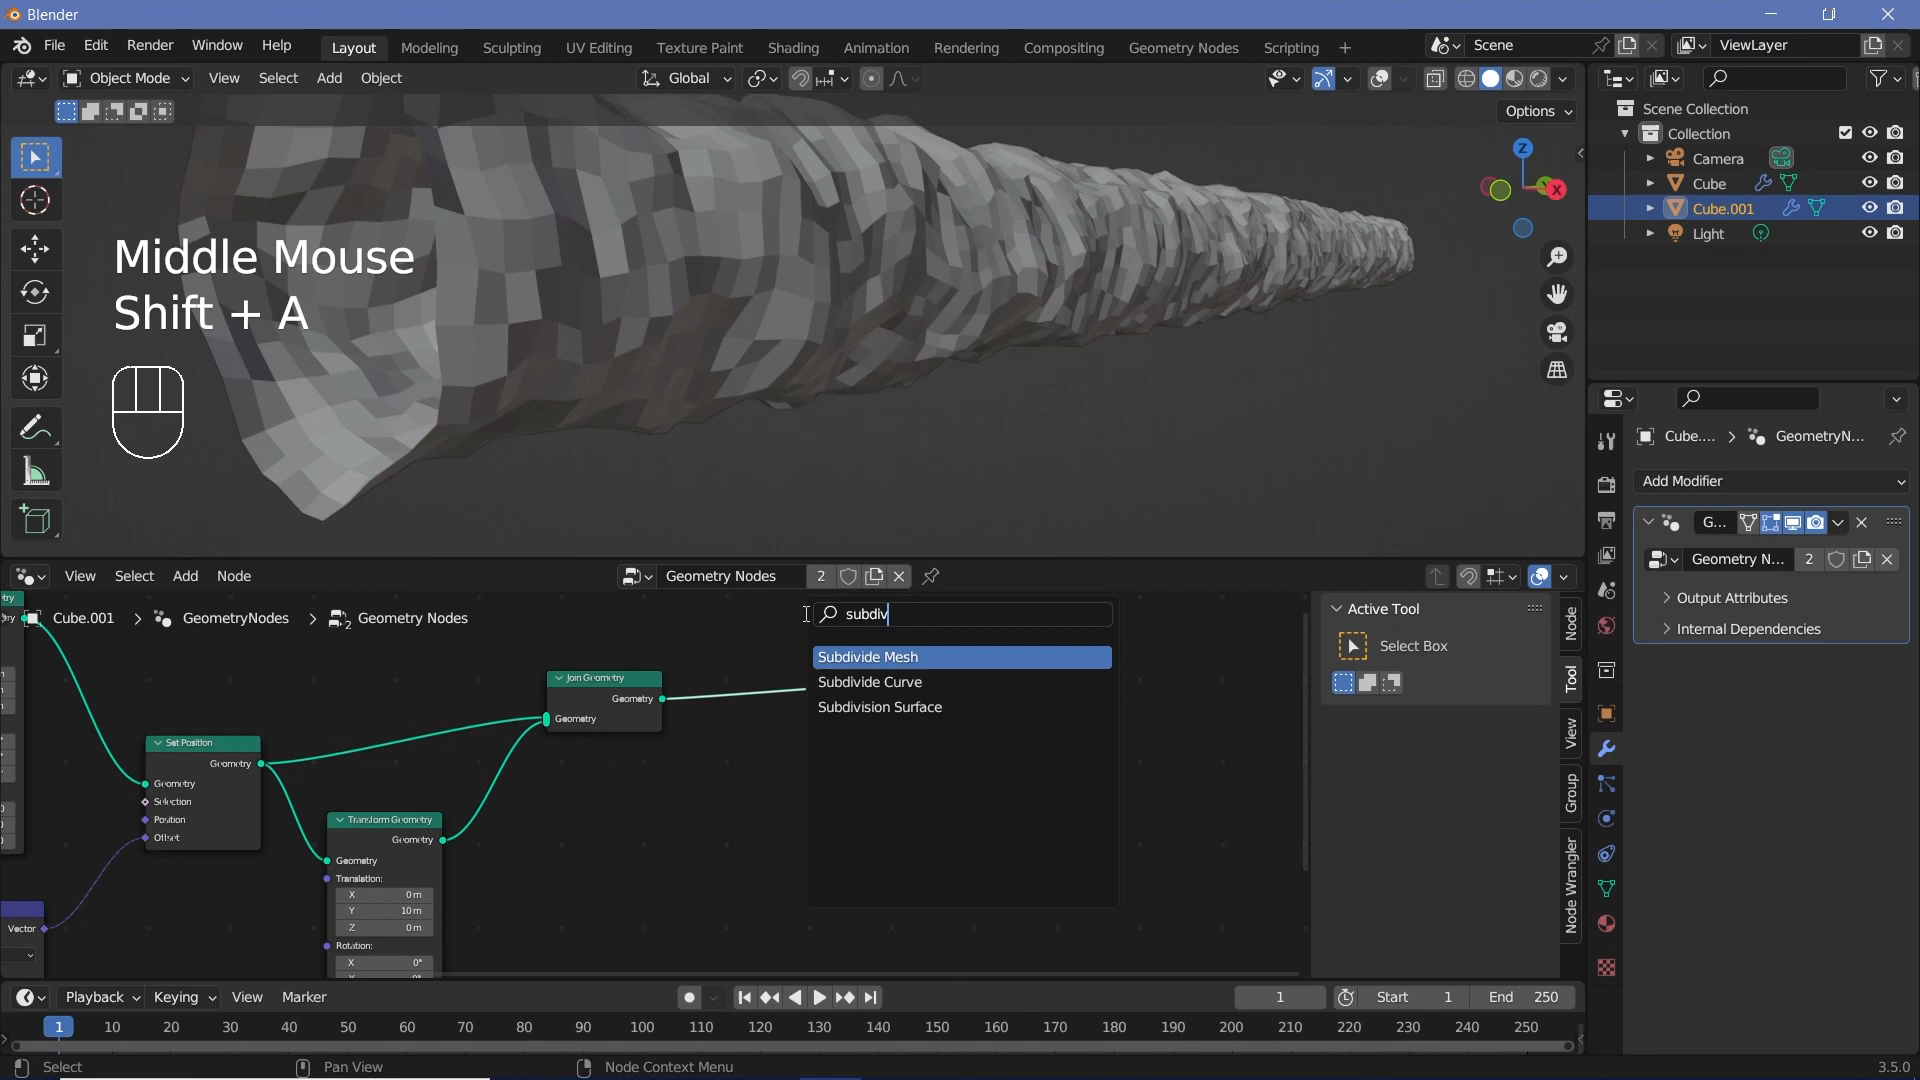 Blender
File Edit Render Window Help Layout Modeling Sculpting UV Editing Texture Paint Shading Animation Rendering Compositing Geometry Nodes Scripting + Scene ViewLayer
Object Mode View Select Add Object Global
Options
Scene Collection
Collection
Camera
Cube
Cube.001
Light
Z
X
Middle Mouse
Shift + A
Cube.... > GeometryN...
Add Modifier
G...
Geometry N... 2
Output Attributes
Internal Dependencies
View Select Add Node Geometry Nodes 2
Cube.001 > GeometryNodes > 2 Geometry Nodes
subdiv
Subdivide Mesh
Subdivide Curve
Subdivision Surface
Active Tool
Select Box
Node
Tool
View
Group
Node Wrangler
Join Geometry
Geometry
Geometry
Set Position
Geometry
Geometry
Selection
Position
Offset
Transform Geometry
Geometry
Geometry
Translation:
X 0 m
Y 10 m
Z 0 m
Rotation:
X 0°
Vector
Playback Keying View Marker 1 Start 1 End 250
1 10 20 30 40 50 60 70 80 90 100 110 120 130 140 150 160 170 180 190 200 210 220 230 240 250
Select Pan View Node Context Menu 3.5.0